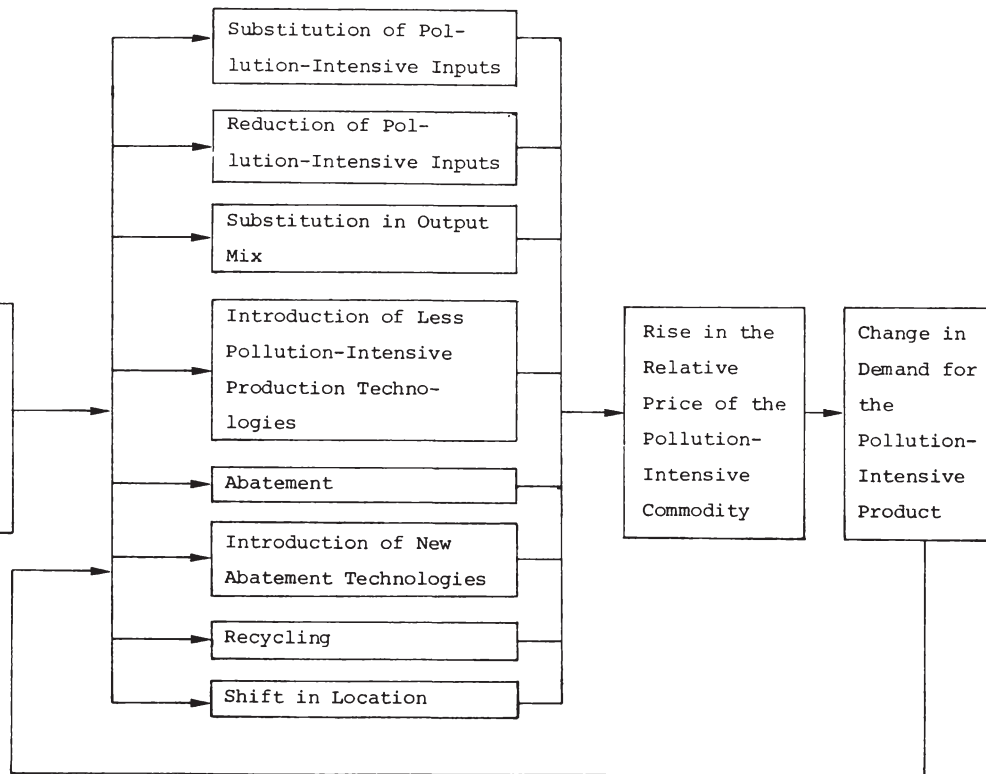 Substitution of Pol-
lution-Intensive Inputs
Reduction of Pol-
lution-Intensive Inputs
Substitution in Output
Mix
Introduction of Less
Pollution-Intensive
Production Techno-
logies
Abatement
Introduction of New
Abatement Technologies
Recycling
Shift in Location
Rise in the
Relative
Price of the
Pollution-
Intensive
Commodity
Change in
Demand for
the
Pollution-
Intensive
Product